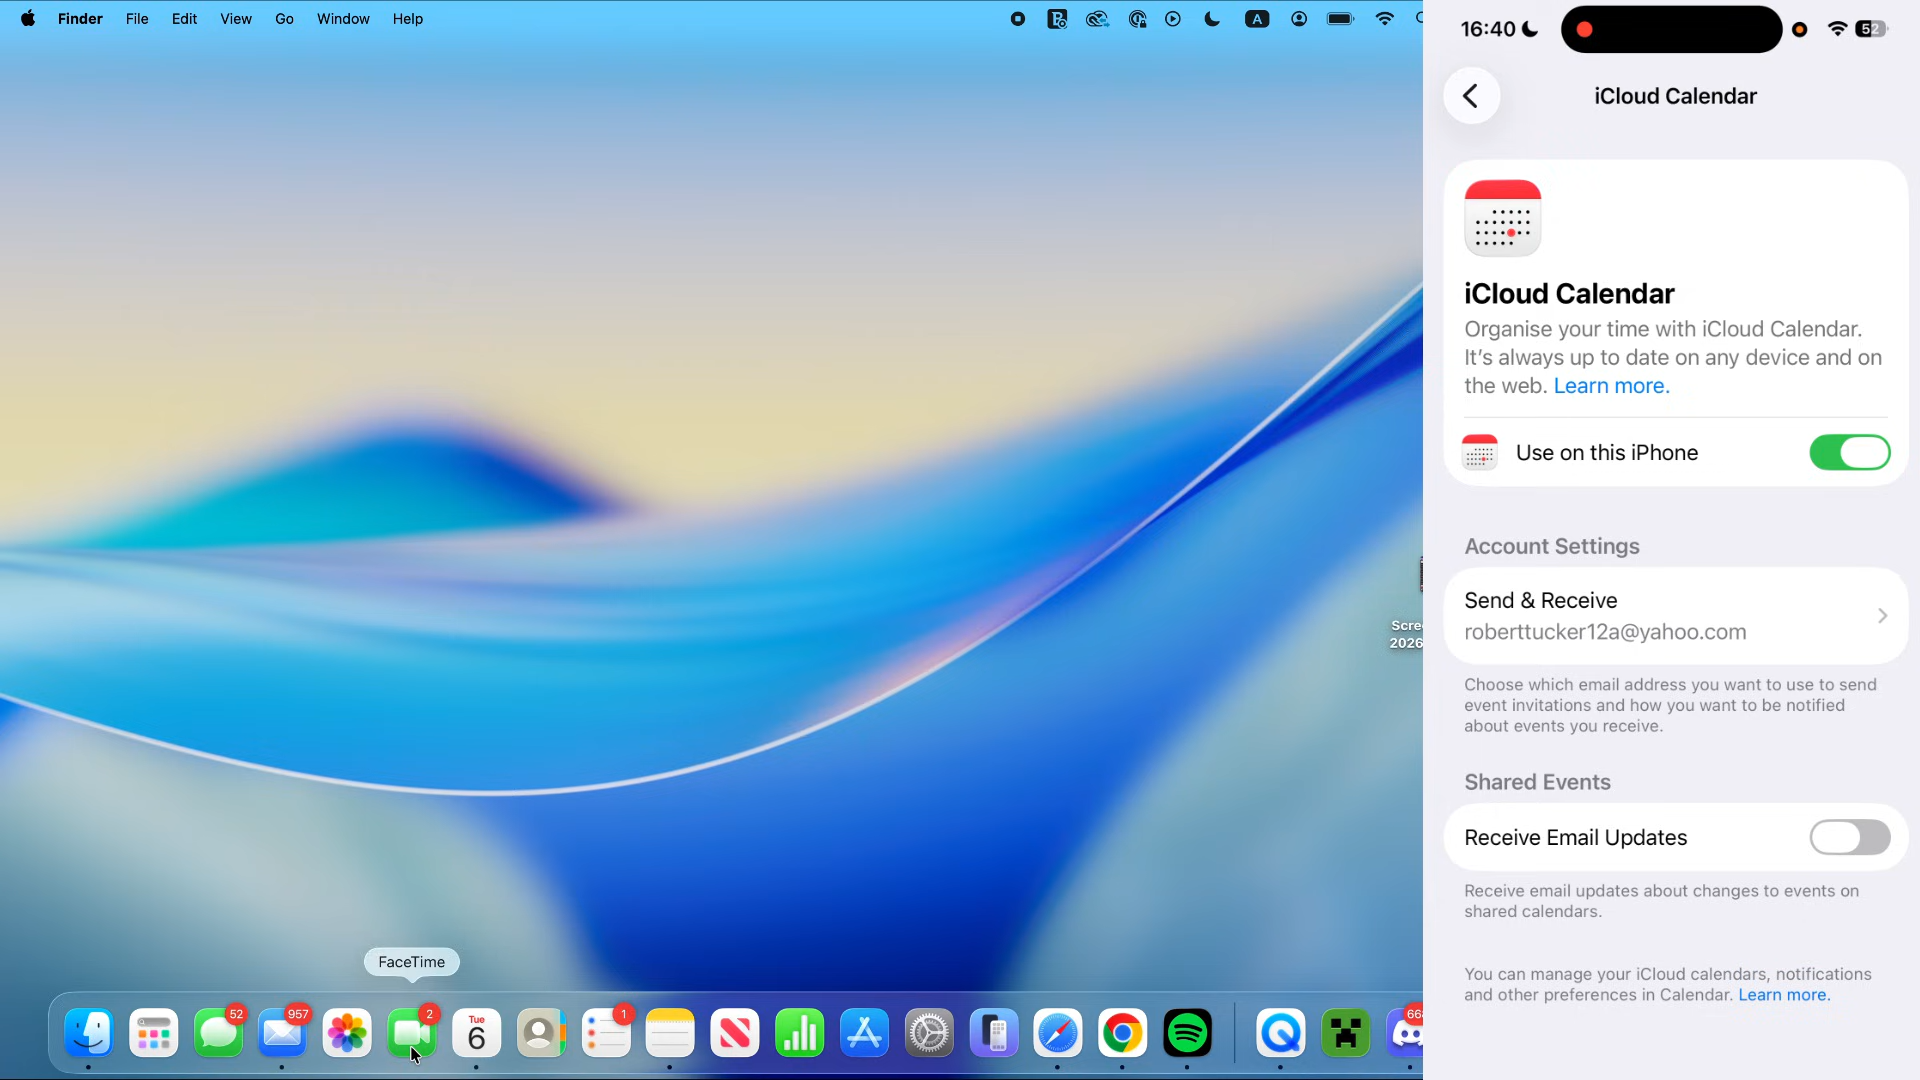 Finder File Edit View Go Window Help
A
Scre
2026
FaceTime
52
957
2
Tue
6
1
16:40
52
iCloud Calendar
iCloud Calendar
Organise your time with iCloud Calendar.
It's always up to date on any device and on
the web. Learn more.
Use on this iPhone
Account Settings
Send & Receive
roberttucker12a@yahoo.com
Choose which email address you want to use to send
event invitations and how you want to be notified
about events you receive.
Shared Events
Receive Email Updates
Receive email updates about changes to events on
shared calendars.
You can manage your iCloud calendars, notifications
and other preferences in Calendar. Learn more.